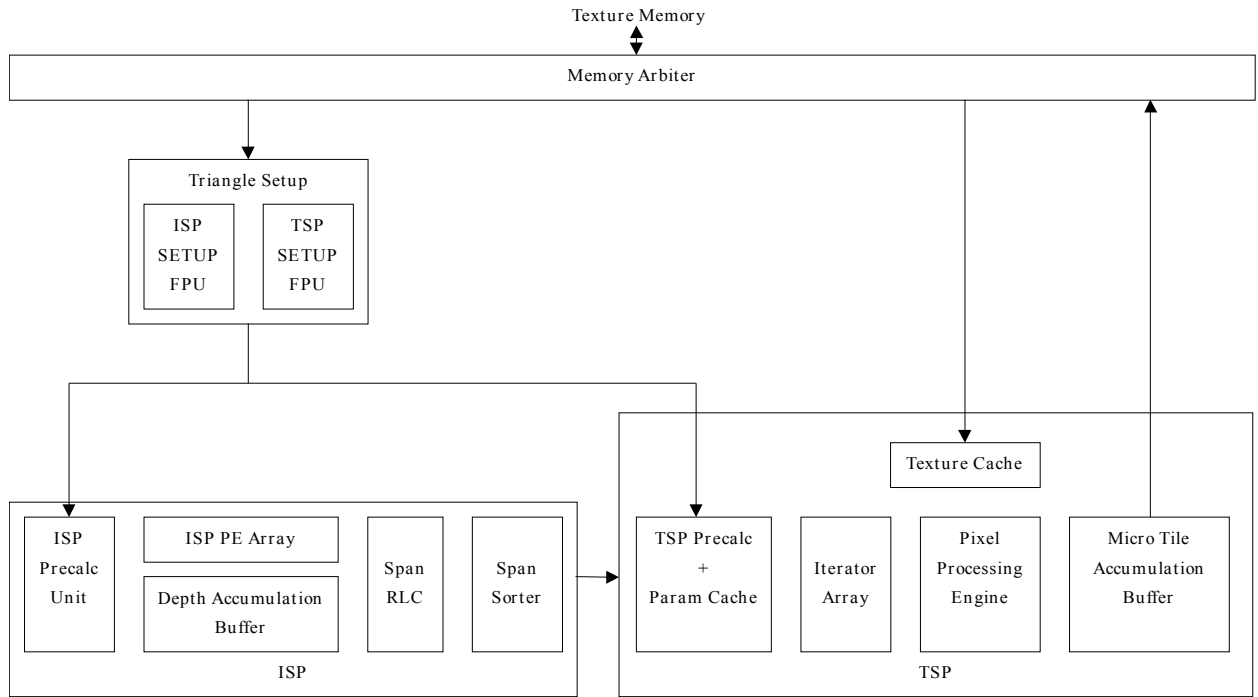 Texture Memory
Memory Arbiter
Triangle Setup
ISP
SETUP
FPU
TSP
SETUP
FPU
Texture Cache
ISP
Precalc
Unit
ISP PE Array
Depth Accumulation
Buffer
Span
RLC
Span
Sorter
ISP
TSP Precalc
+
Param Cache
Iterator
Array
Pixel
Processing
Engine
Micro Tile
Accumulation
Buffer
TSP